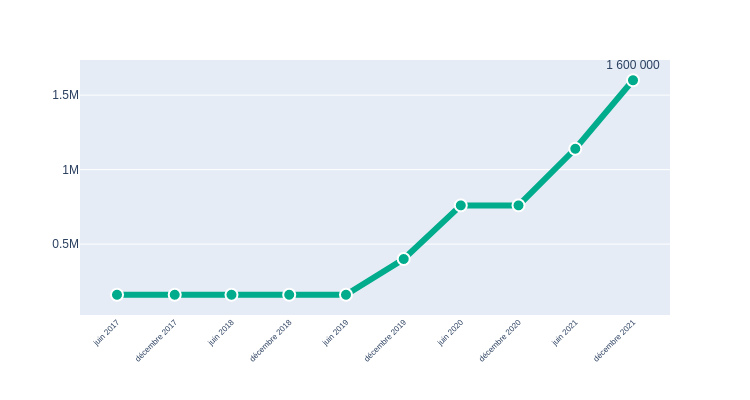 1 600 000
1.5M
1M
0.5M
juin 2017
décembre 2017
juin 2018
décembre 2018
juin 2019
décembre 2019
juin 2020
décembre 2020
juin 2021
décembre 2021